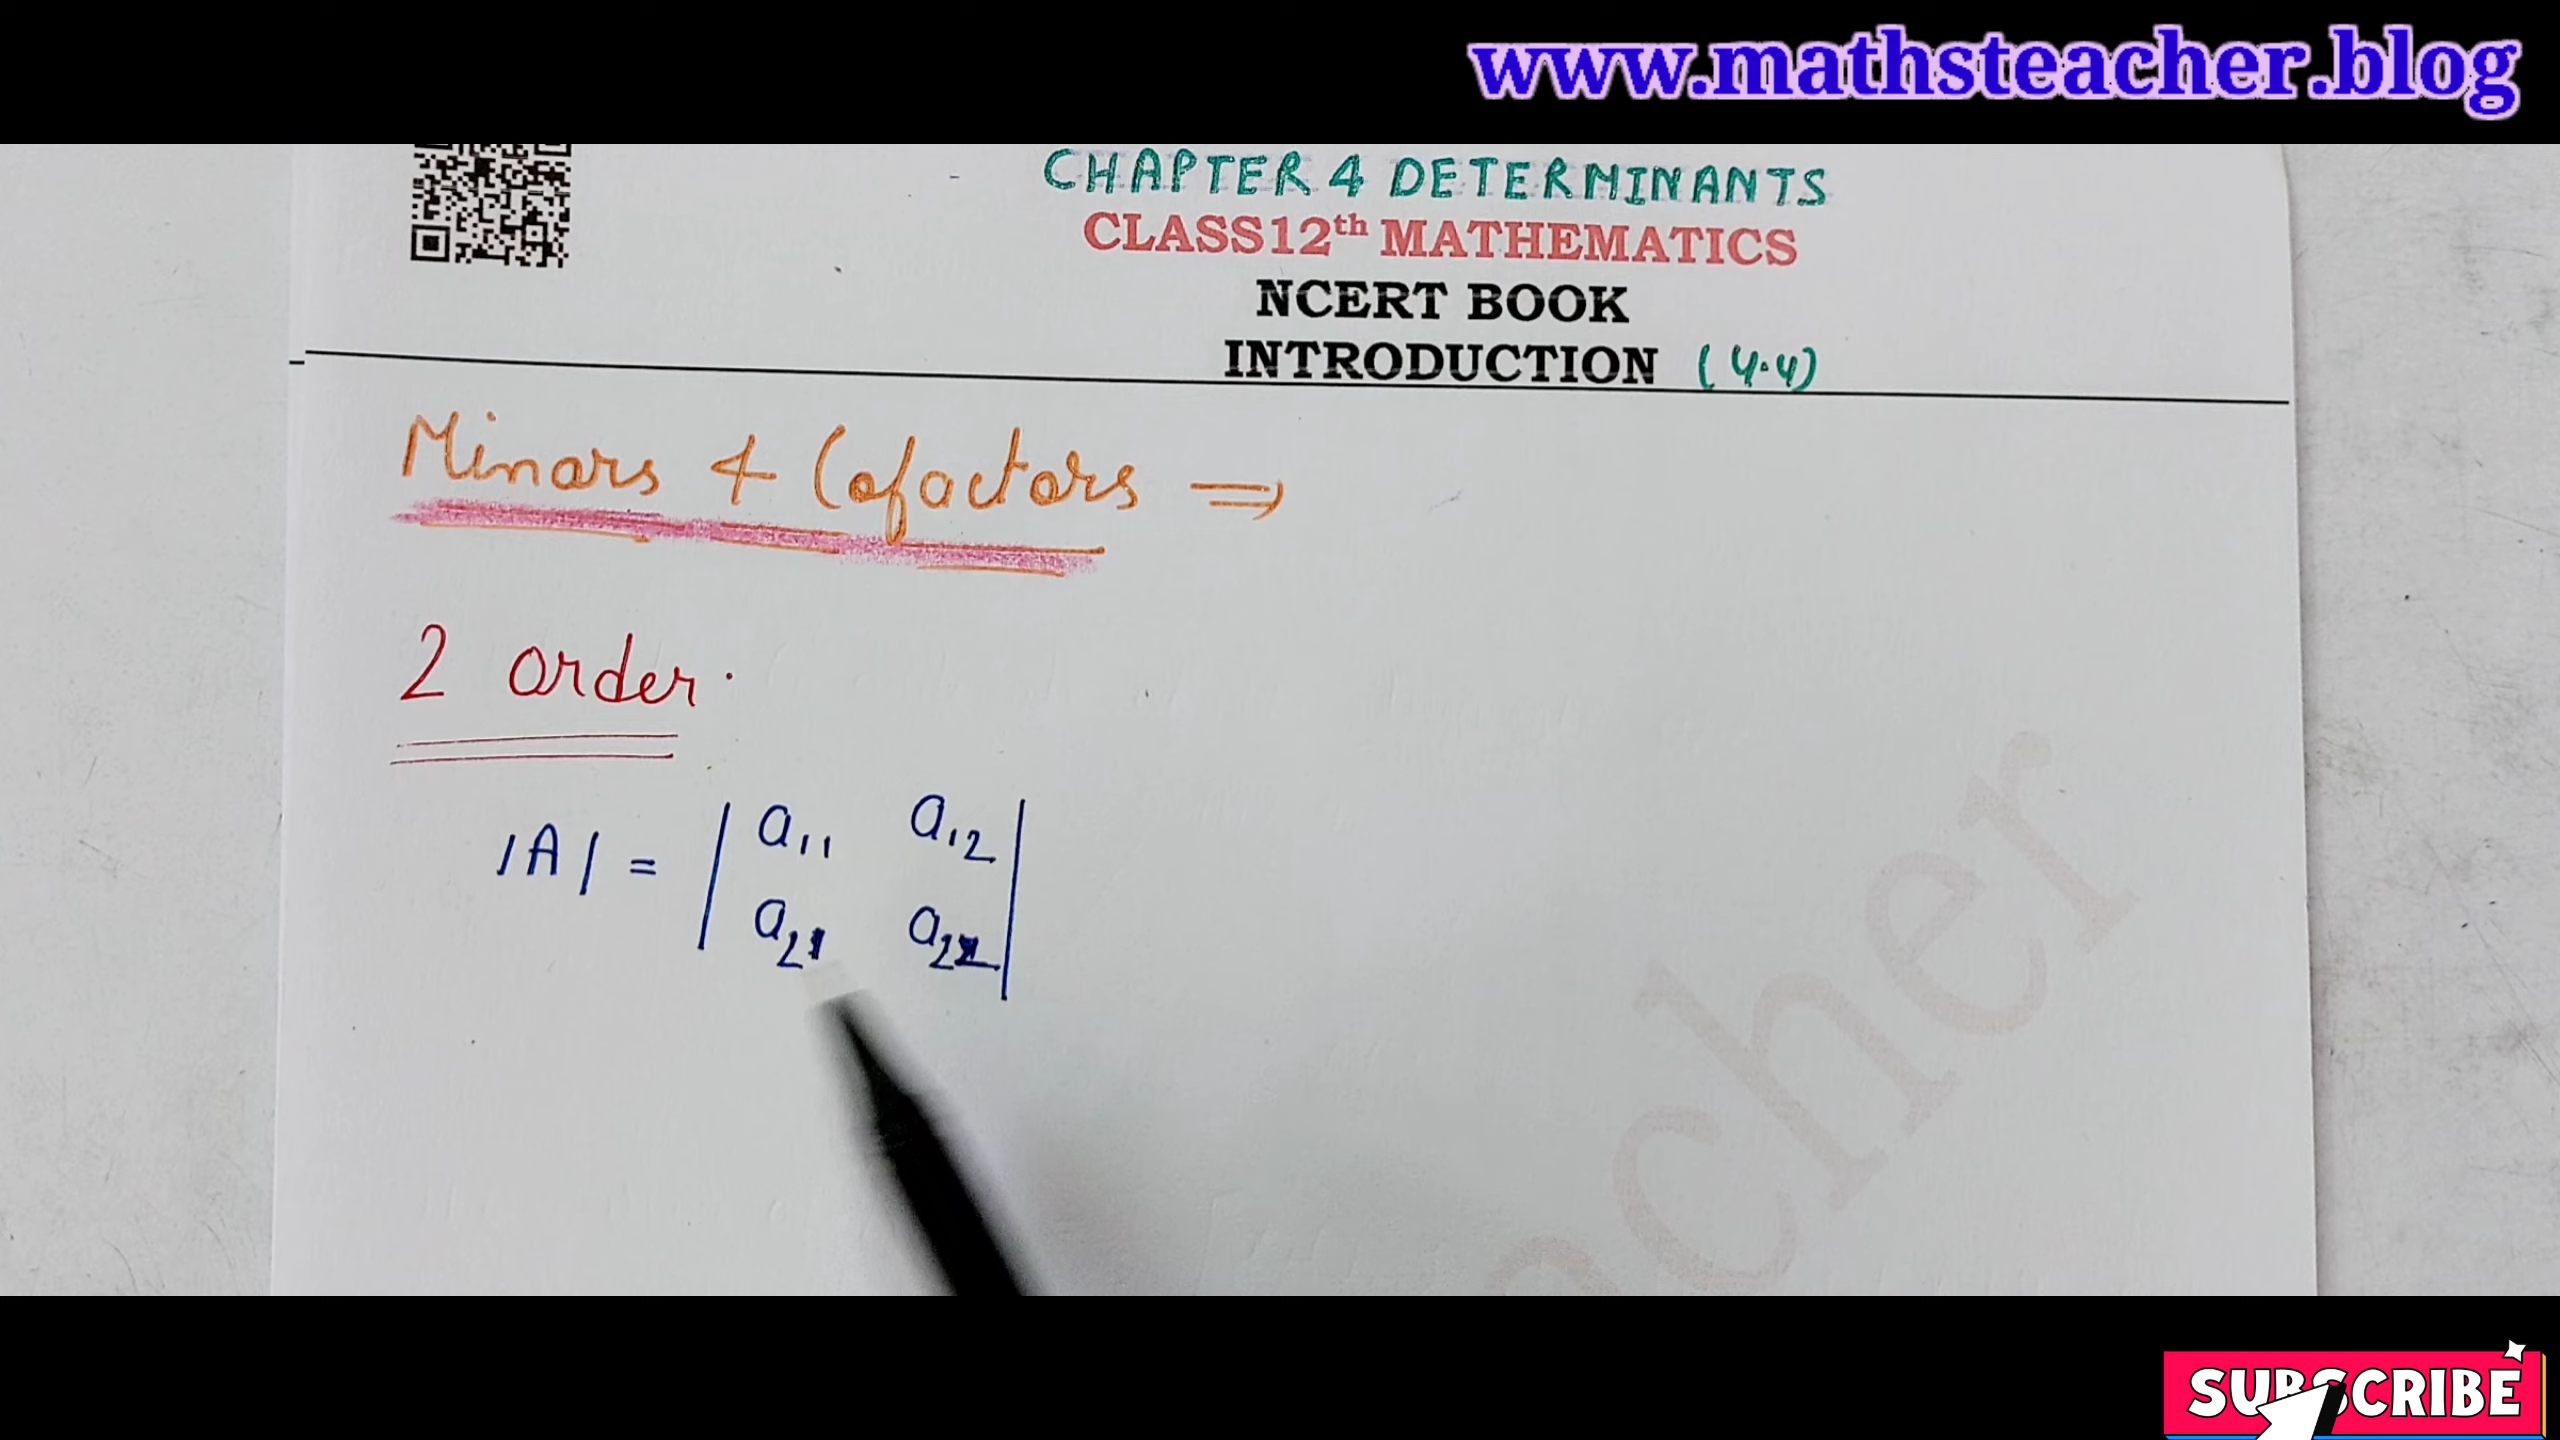 www.mathsteacher.blog
CHAPTER 4 DETERMINANTS
CLASS12th MATHEMATICS
NCERT BOOK
INTRODUCTION (4.4)
Minors & Cofactors ⇒
2 order.
|A| = | a11 a12 |
| a21 a22 |
cher
SUBSCRIBE